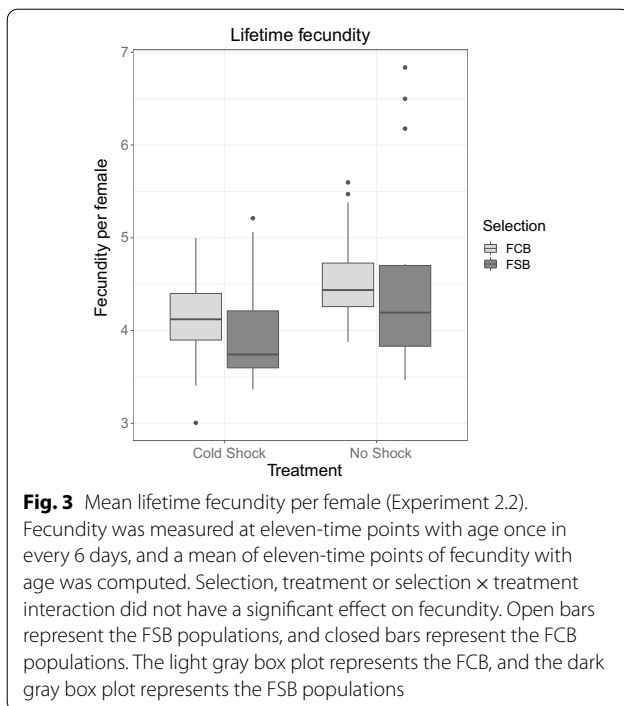 Lifetime fecundity
7
6
5
4
3
Fecundity per female
Cold Shock
No Shock
Treatment
Selection
FCB
FSB
Fig. 3 Mean lifetime fecundity per female (Experiment 2.2).
Fecundity was measured at eleven-time points with age once in
every 6 days, and a mean of eleven-time points of fecundity with
age was computed. Selection, treatment or selection × treatment
interaction did not have a significant effect on fecundity. Open bars
represent the FSB populations, and closed bars represent the FCB
populations. The light gray box plot represents the FCB, and the dark
gray box plot represents the FSB populations